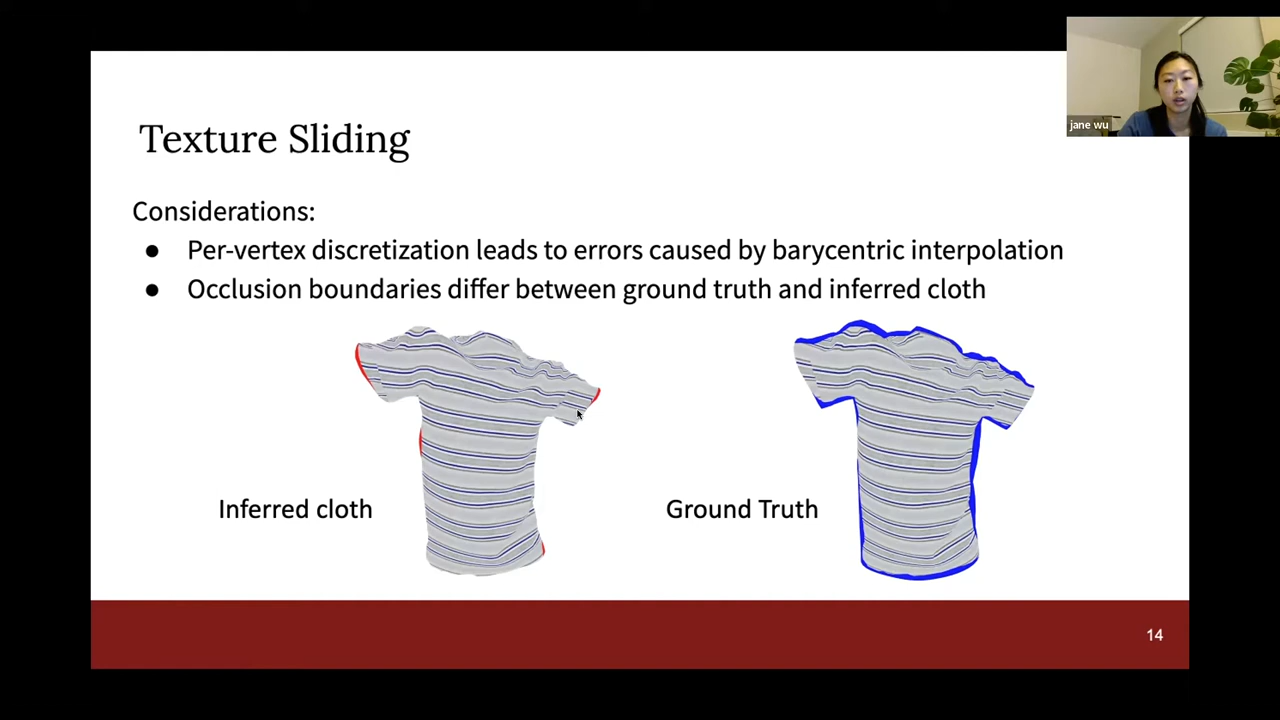 jane wu
Texture Sliding
Considerations:
● Per-vertex discretization leads to errors caused by barycentric interpolation
● Occlusion boundaries differ between ground truth and inferred cloth
Inferred cloth
Ground Truth
14